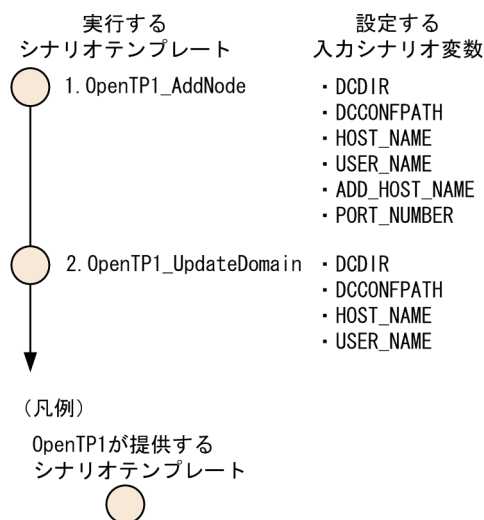 実行する
シナリオテンプレート
設定する
入力シナリオ変数
1.OpenTP1_AddNode
・DCDIR
・DCCONFPATH
・HOST_NAME
・USER_NAME
・ADD_HOST_NAME
・PORT_NUMBER
2.OpenTP1_UpdateDomain
・DCDIR
・DCCONFPATH
・HOST_NAME
・USER_NAME
（凡例）
OpenTP1が提供する
シナリオテンプレート